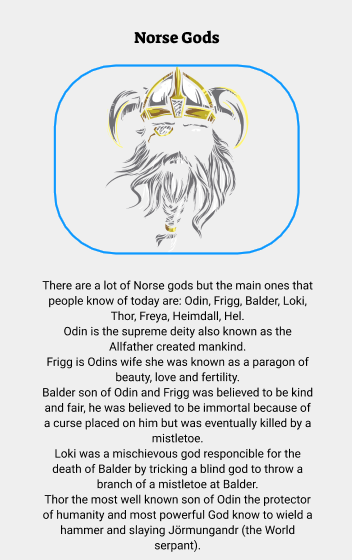 Norse Gods
There are a lot of Norse gods but the main ones that
people know of today are: Odin, Frigg, Balder, Loki,
Thor, Freya, Heimdall, Hel.
Odin is the supreme deity also known as the
Allfather created mankind.
Frigg is Odins wife she was known as a paragon of
beauty, love and fertility.
Balder son of Odin and Frigg was believed to be kind
and fair, he was believed to be immortal because of
a curse placed on him but was eventually killed by a
mistletoe.
Loki was a mischievous god responcible for the
death of Balder by tricking a blind god to throw a
branch of a mistletoe at Balder.
Thor the most well known son of Odin the protector
of humanity and most powerful God know to wield a
hammer and slaying Jörmungandr (the World
serpant).